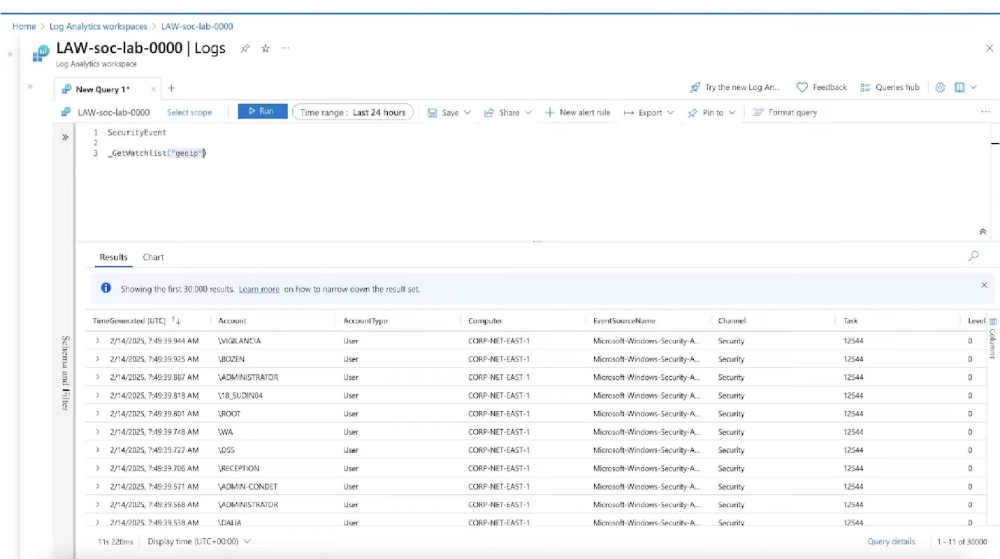 Home > Log Analytics workspaces > LAW-soc-lab-0000
LAW-soc-lab-0000 | Logs
Log Analytics workspace
New Query 1*
Try the new Log An... Feedback Queries hub
LAW-soc-lab-0000 Select scope Run Time range : Last 24 hours Save Share New alert rule Export Pin to Format query
1 SecurityEvent
2
3 _GetWatchlist("geoip")
Results Chart
Showing the first 30,000 results. Learn more on how to narrow down the result set.
TimeGenerated [UTC] Account AccountType Computer EventSourceName Channel Task Level
2/14/2025, 7:49:39.944 AM \VIGILANCIA User CORP-NET-EAST-1 Microsoft-Windows-Security-A... Security 12544 0
2/14/2025, 7:49:39.925 AM \BOZEN User CORP-NET-EAST-1 Microsoft-Windows-Security-A... Security 12544 0
2/14/2025, 7:49:39.887 AM \ADMINISTRATOR User CORP-NET-EAST-1 Microsoft-Windows-Security-A... Security 12544 0
2/14/2025, 7:49:39.818 AM \18_SUDIN04 User CORP-NET-EAST-1 Microsoft-Windows-Security-A... Security 12544 0
2/14/2025, 7:49:39.801 AM \ROOT User CORP-NET-EAST-1 Microsoft-Windows-Security-A... Security 12544 0
2/14/2025, 7:49:39.748 AM \WA User CORP-NET-EAST-1 Microsoft-Windows-Security-A... Security 12544 0
2/14/2025, 7:49:39.727 AM \DSS User CORP-NET-EAST-1 Microsoft-Windows-Security-A... Security 12544 0
2/14/2025, 7:49:39.706 AM \RECEPTION User CORP-NET-EAST-1 Microsoft-Windows-Security-A... Security 12544 0
2/14/2025, 7:49:39.571 AM \ADMIN-CONDET User CORP-NET-EAST-1 Microsoft-Windows-Security-A... Security 12544 0
2/14/2025, 7:49:39.568 AM \ADMINISTRATOR User CORP-NET-EAST-1 Microsoft-Windows-Security-A... Security 12544 0
2/14/2025, 7:49:39.538 AM \DALIA User CORP-NET-EAST-1 Microsoft-Windows-Security-A... Security 12544 0
Schema and Filter
Columns
11s 220ms Display time (UTC+00:00) Query details 1 - 11 of 30000